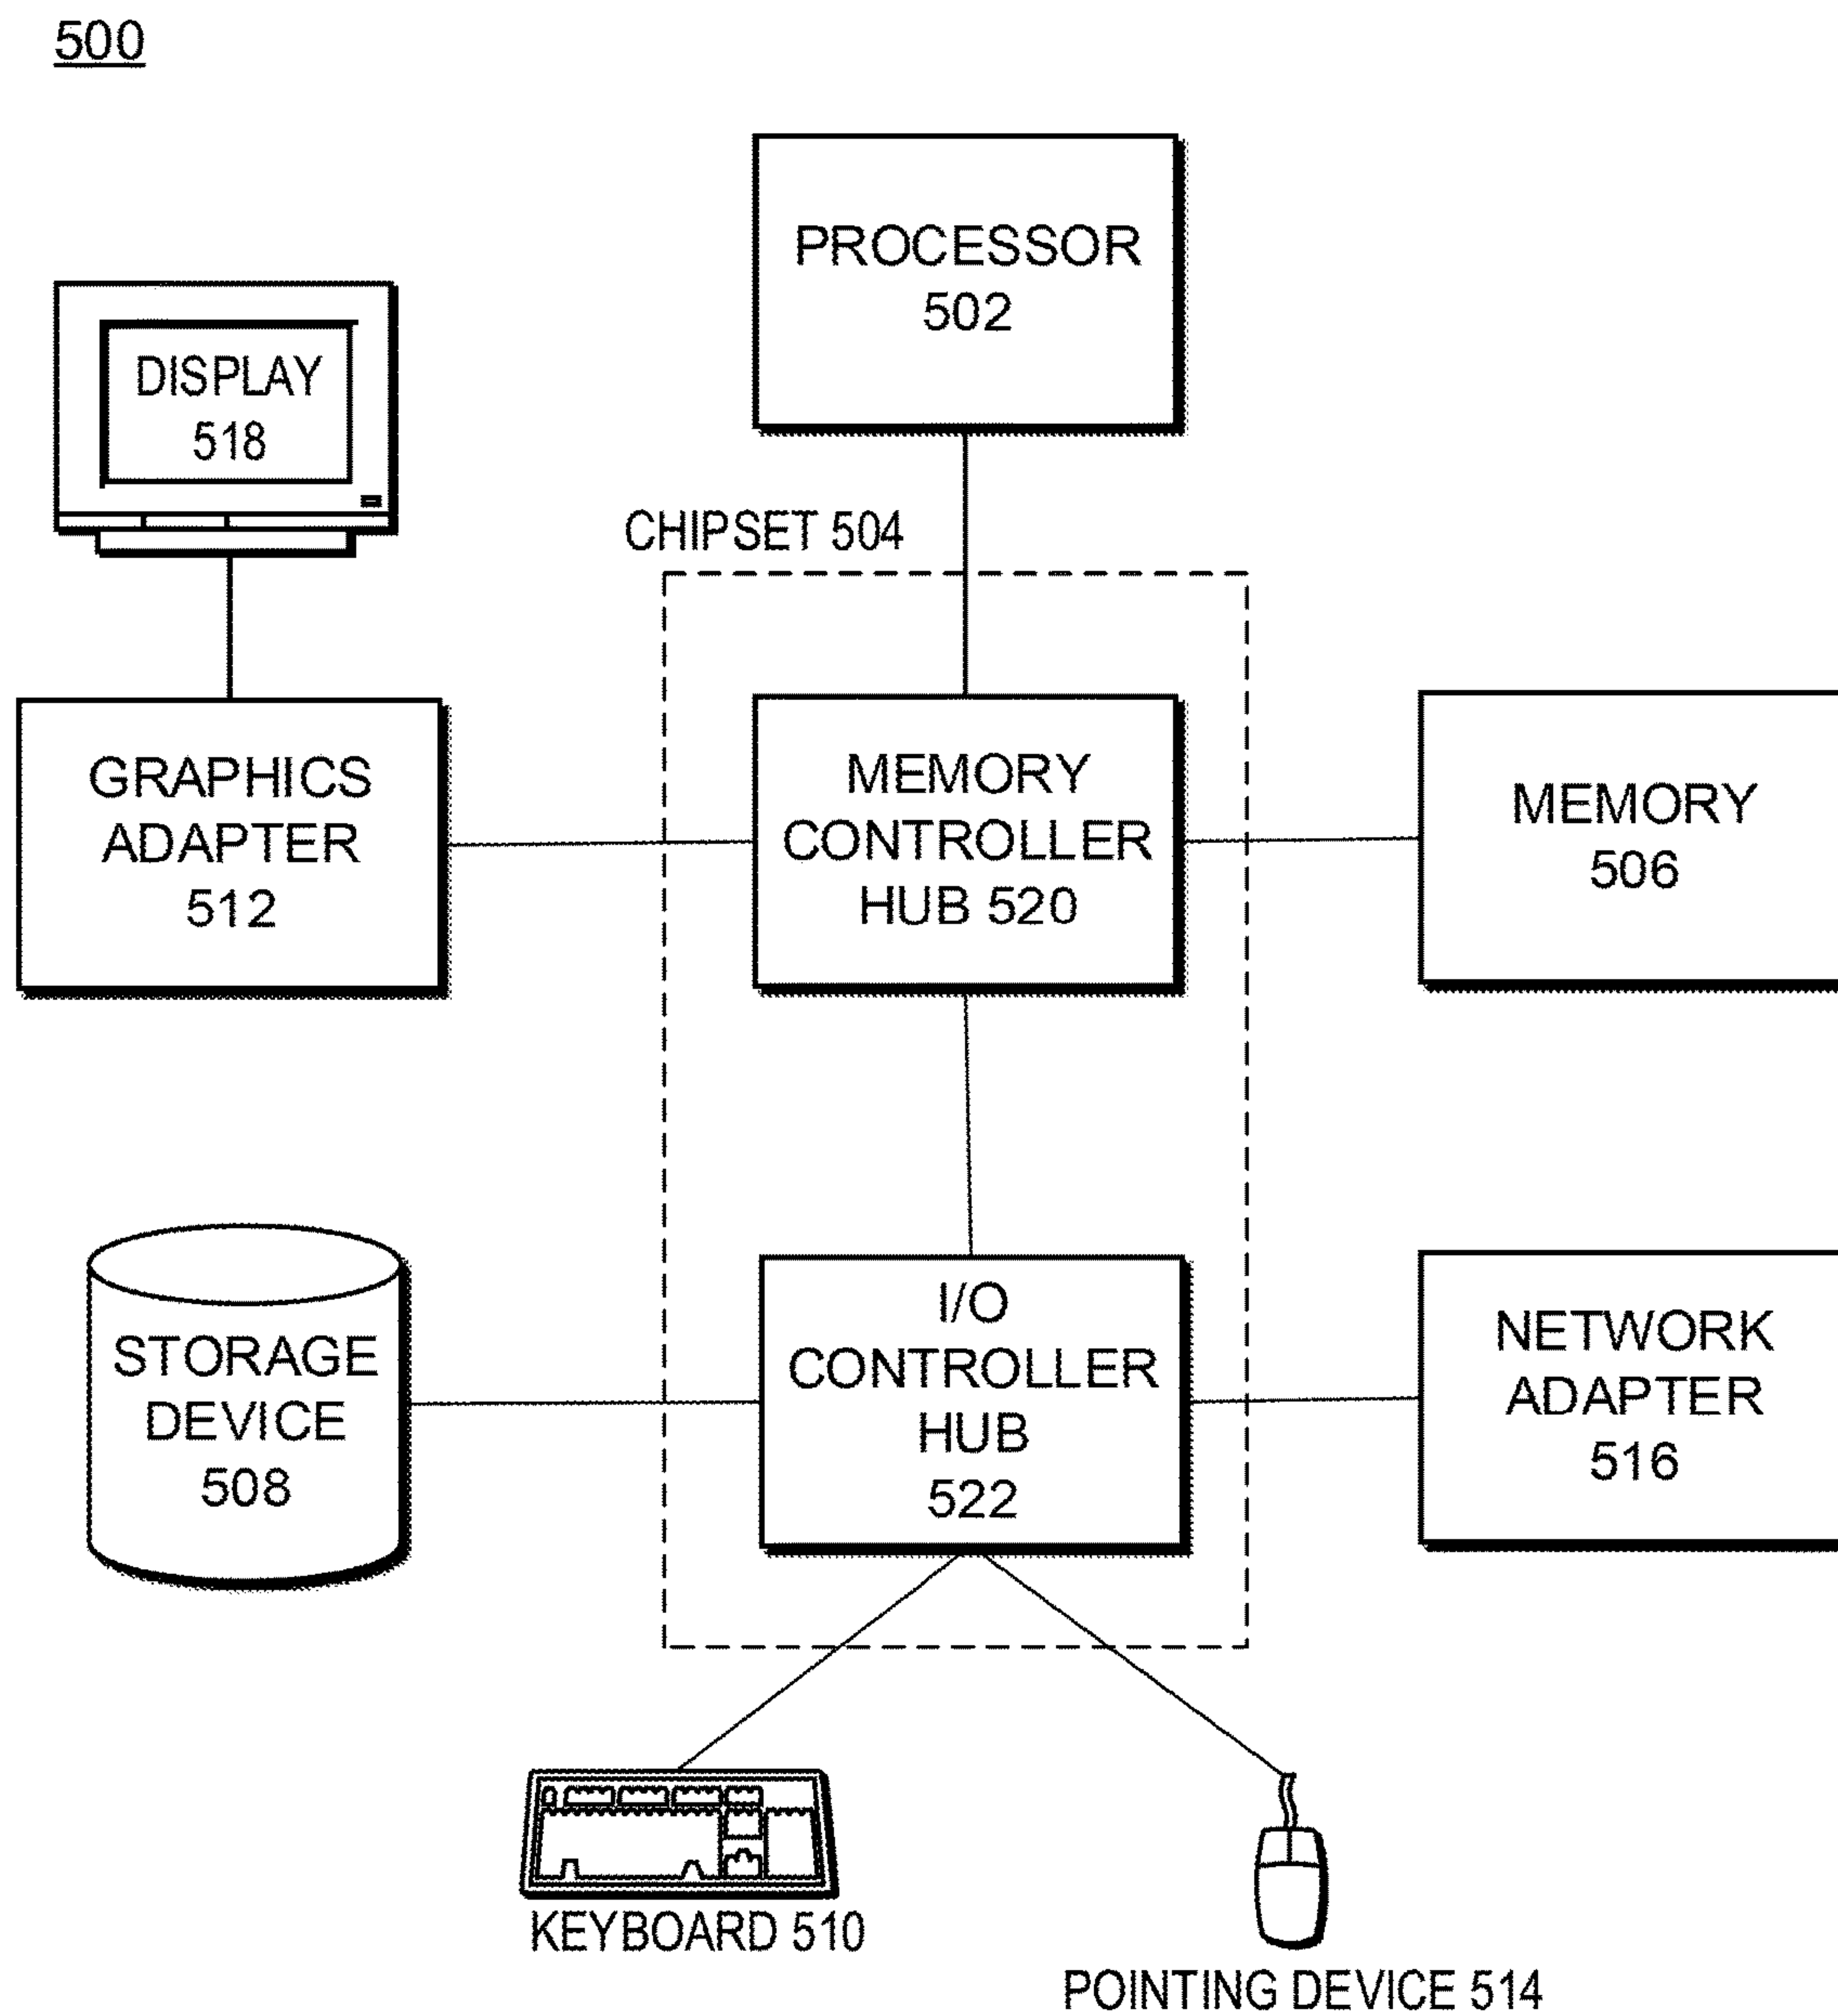 500
PROCESSOR
502
DISPLAY
518
CHIPSET 504
GRAPHICS
ADAPTER
512
MEMORY
CONTROLLER
HUB 520
MEMORY
506
STORAGE
DEVICE
508
I/O
CONTROLLER
HUB
522
NETWORK
ADAPTER
516
KEYBOARD 510
POINTING DEVICE 514